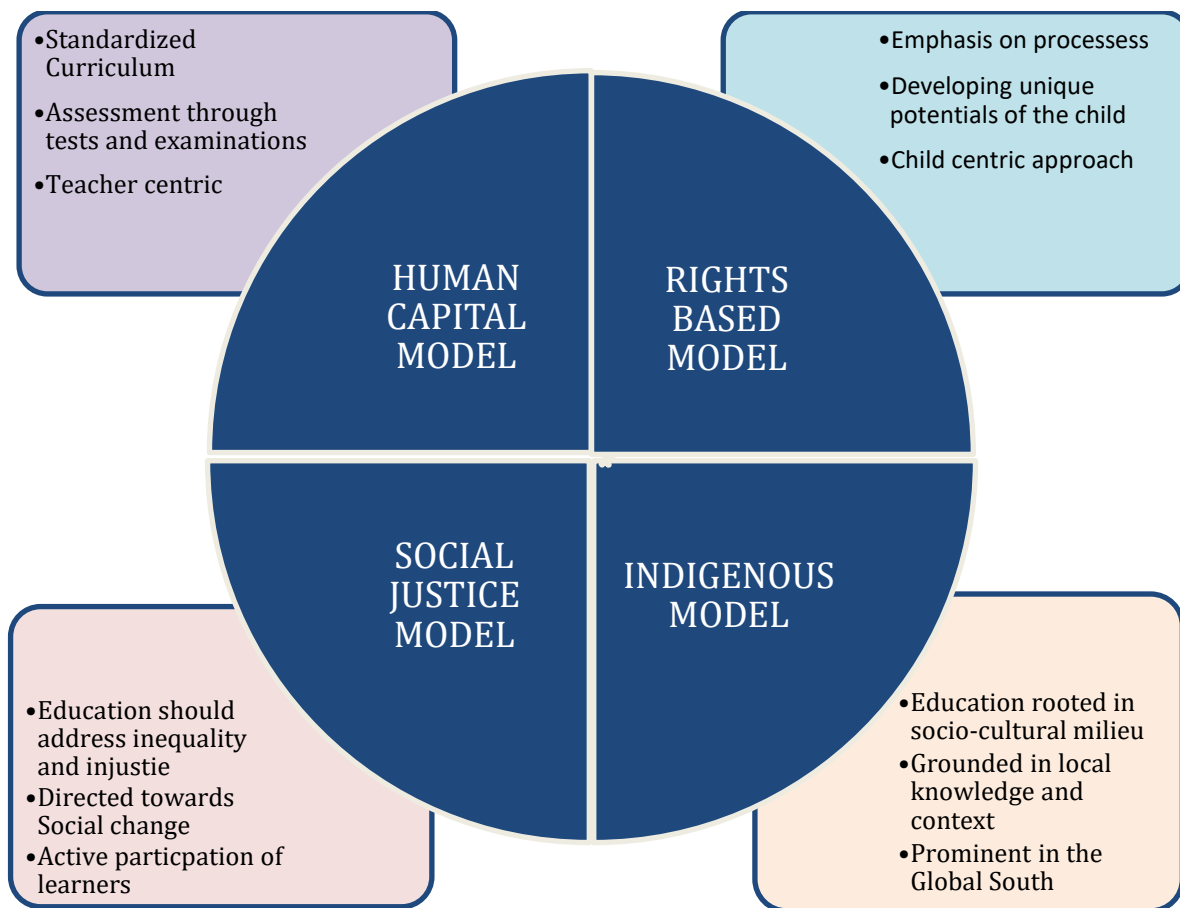 •Standardized
Curriculum
•Assessment through
tests and examinations
•Teacher centric
•Emphasis on processess
•Developing unique
potentials of the child
•Child centric approach
HUMAN
CAPITAL
MODEL
RIGHTS
BASED
MODEL
SOCIAL
JUSTICE
MODEL
INDIGENOUS
MODEL
•Education should
address inequality
and injustie
•Directed towards
Social change
•Active particpation of
learners
•Education rooted in
socio-cultural milieu
•Grounded in local
knowledge and
context
•Prominent in the
Global South